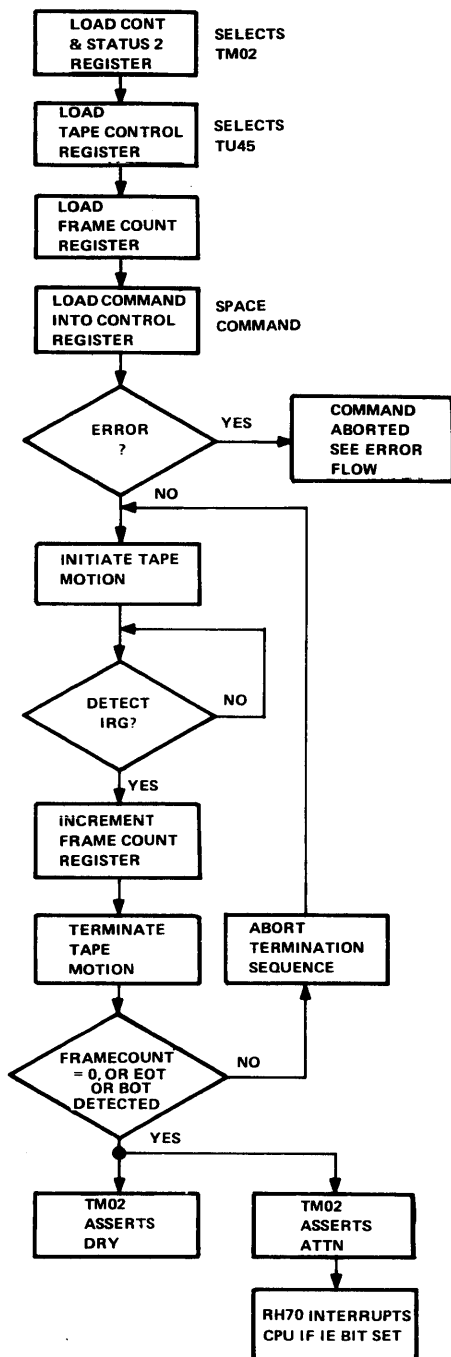 LOAD CONT
& STATUS 2
REGISTER
SELECTS
TM02
LOAD
TAPE CONTROL
REGISTER
SELECTS
TU45
LOAD
FRAME COUNT
REGISTER
LOAD COMMAND
INTO CONTROL
REGISTER
SPACE
COMMAND
ERROR
?
YES
COMMAND
ABORTED
SEE ERROR
FLOW
NO
INITIATE TAPE
MOTION
DETECT
IRG?
NO
YES
INCREMENT
FRAME COUNT
REGISTER
TERMINATE
TAPE
MOTION
ABORT
TERMINATION
SEQUENCE
FRAMECOUNT
= 0, OR EOT
OR BOT
DETECTED
NO
YES
TM02
ASSERTS
DRY
TM02
ASSERTS
ATTN
RH70 INTERRUPTS
CPU IF IE BIT SET